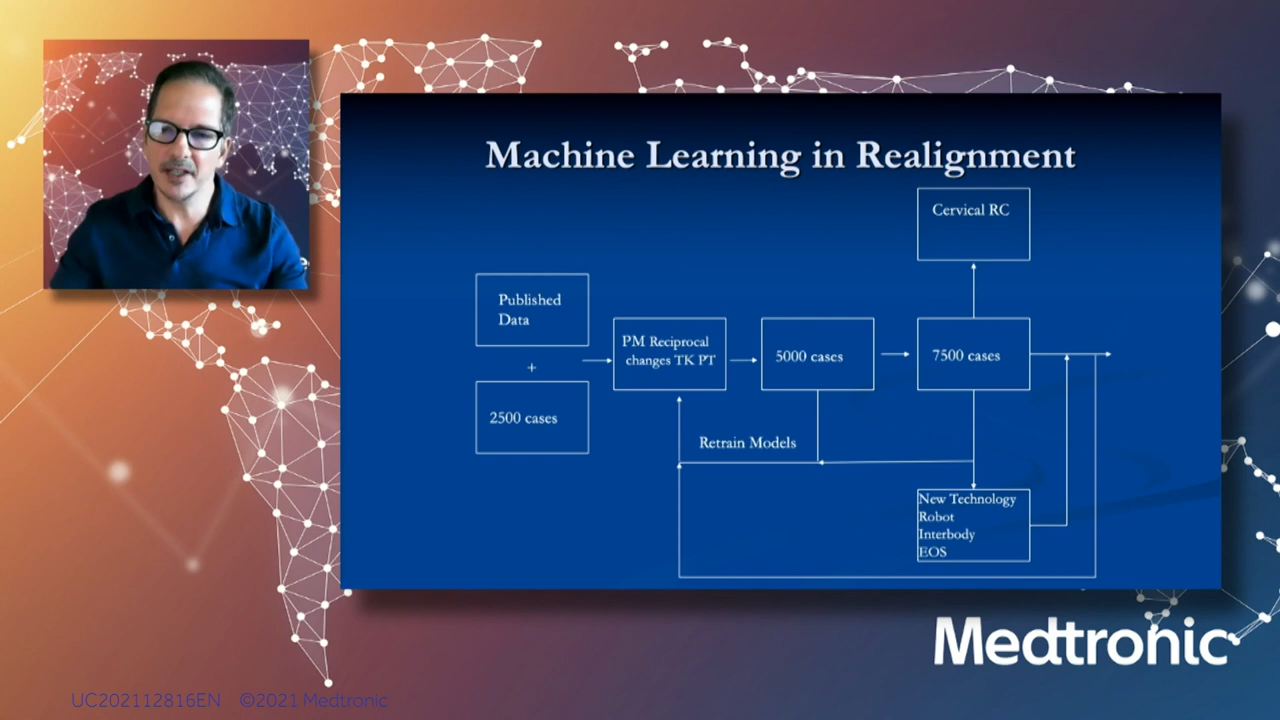 Machine Learning in Realignment
Cervical RC
Published
Data
+
2500 cases
PM Reciprocal
changes TK PT
5000 cases
7500 cases
Retrain Models
New Technology
Robot
Interbody
EOS
Medtronic
UC202112816EN ©2021 Medtronic